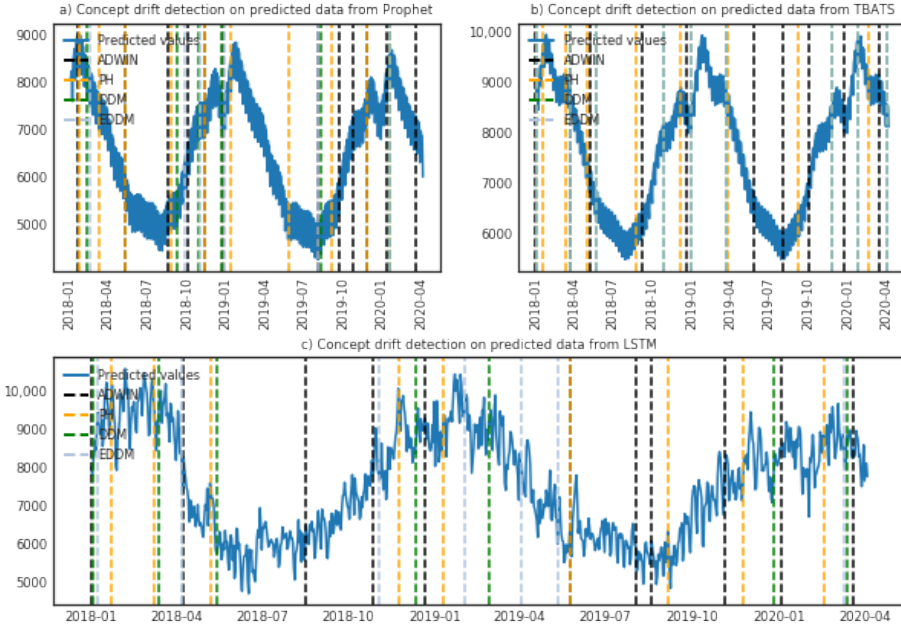 a) Concept drift detection on predicted data from Prophet
9000
8000
7000
6000
5000
Predicted values
ADWIN
PH
DDM
EDDM
2018-01
2018-04
2018-07
2018-10
2019-01
2019-04
2019-07
2019-10
2020-01
2020-04
b) Concept drift detection on predicted data from TBATS
10,000
9000
8000
7000
6000
Predicted values
ADWIN
PH
DDM
EDDM
2018-01
2018-04
2018-07
2018-10
2019-01
2019-04
2019-07
2019-10
2020-01
2020-04
c) Concept drift detection on predicted data from LSTM
10,000
9000
8000
7000
6000
5000
Predicted values
ADWIN
PH
DDM
EDDM
2018-01
2018-04
2018-07
2018-10
2019-01
2019-04
2019-07
2019-10
2020-01
2020-04